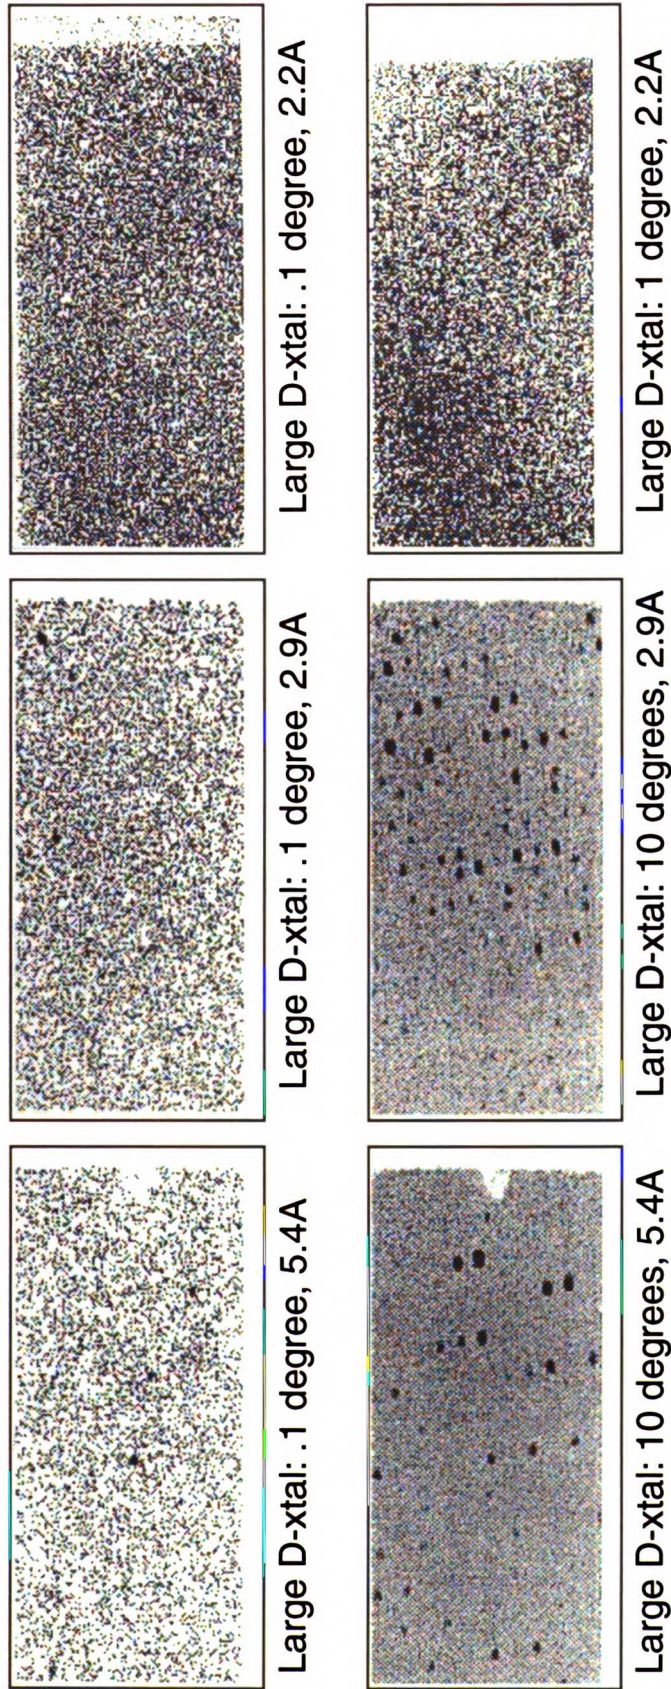 Large D-xtal: .1 degree, 5.4A
Large D-xtal: .1 degree, 2.9A
Large D-xtal: .1 degree, 2.2A
Large D-xtal: 10 degrees, 5.4A
Large D-xtal: 10 degrees, 2.9A
Large D-xtal: 1 degree, 2.2A